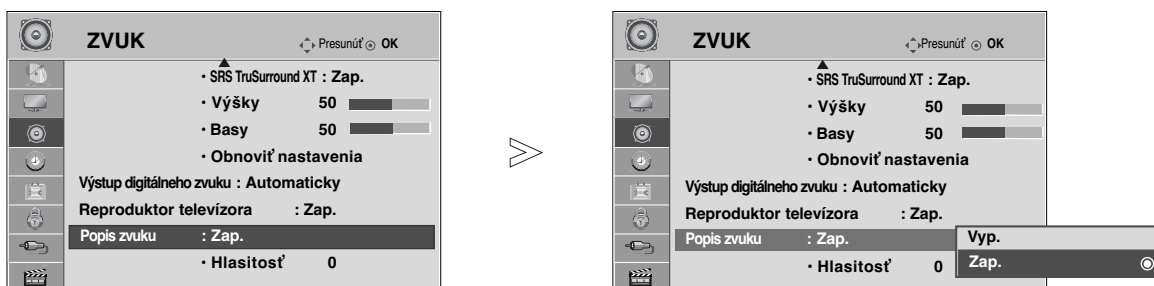 ZVUK
Presunúť OK
• SRS TruSurround XT : Zap.
• Výšky 50
• Basy 50
• Obnoviť nastavenia
Výstup digitálneho zvuku : Automaticky
Reproduktor televízora : Zap.
Popis zvuku : Zap.
• Hlasitosť 0
>
ZVUK
Presunúť OK
• SRS TruSurround XT : Zap.
• Výšky 50
• Basy 50
• Obnoviť nastavenia
Výstup digitálneho zvuku : Automaticky
Reproduktor televízora : Zap.
Popis zvuku : Zap.
• Hlasitosť 0
Vyp.
Zap.